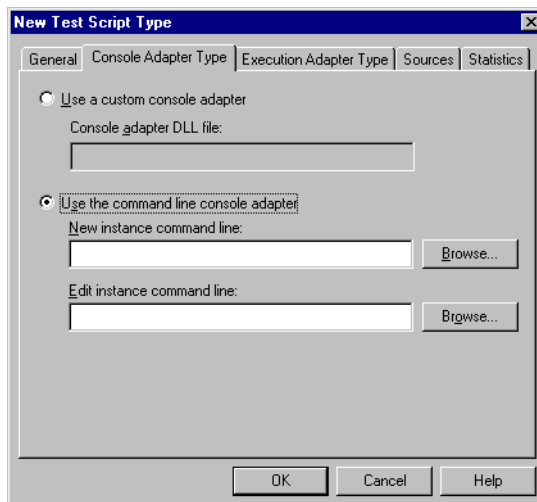 New Test Script Type
General Console Adapter Type Execution Adapter Type Sources Statistics
Use a custom console adapter
Console adapter DLL file:
Use the command line console adapter
New instance command line:
Browse...
Edit instance command line:
Browse...
OK Cancel Help